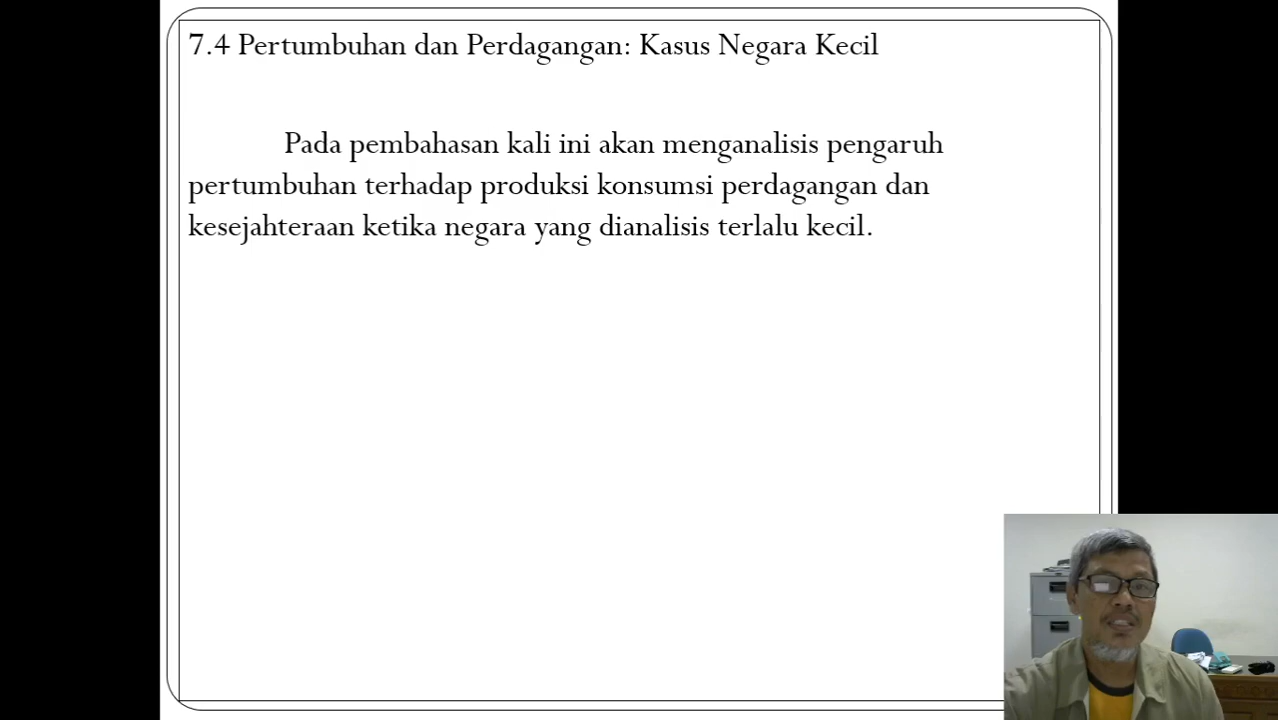 7.4 Pertumbuhan dan Perdagangan: Kasus Negara Kecil
Pada pembahasan kali ini akan menganalisis pengaruh
pertumbuhan terhadap produksi konsumsi perdagangan dan
kesejahteraan ketika negara yang dianalisis terlalu kecil.